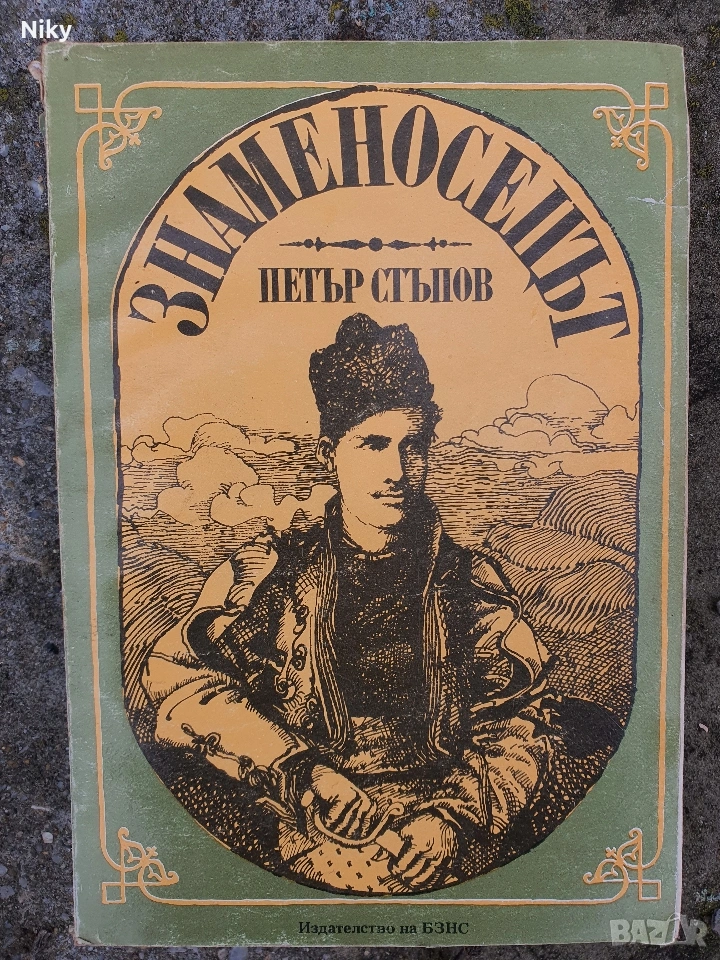 Niky
ЗНАМЕНОСЕЦЪТ
ПЕТЪР СТЪПОВ
Издателство на БЗНС
BAZAR